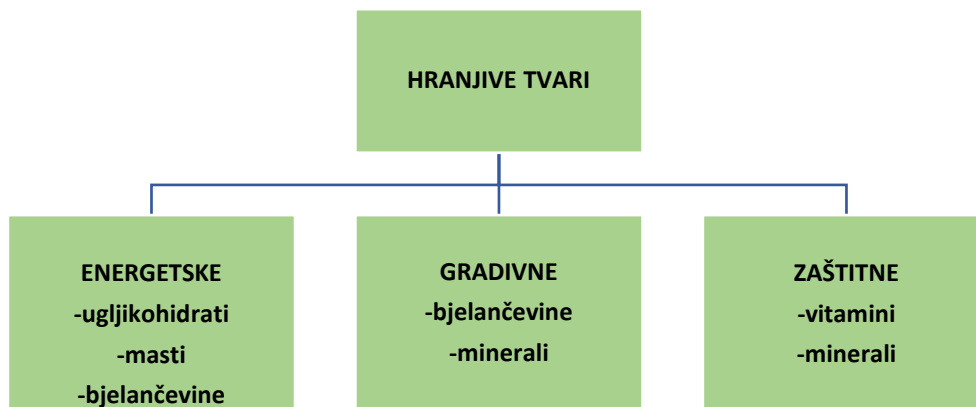 HRANJIVE TVARI
ENERGETSKE
-ugljikohidrati
-masti
-bjelančevine
GRADIVNE
-bjelančevine
-minerali
ZAŠTITNE
-vitamini
-minerali